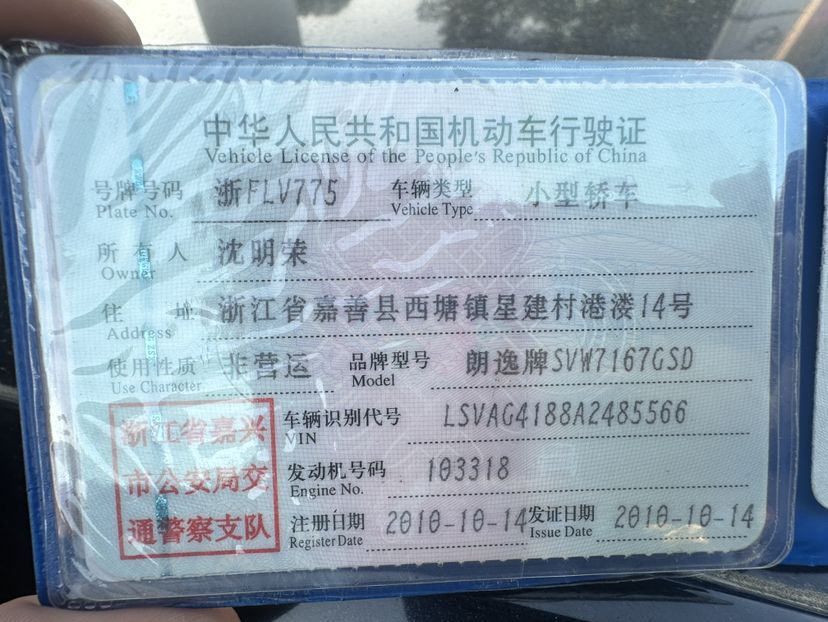 中华人民共和国机动车行驶证
Vehicle License of the People's Republic of China
号牌号码 浙FLV775 车辆类型 小型轿车
Plate No. Vehicle Type
所有人 沈明荣
Owner
住址 浙江省嘉善县西塘镇星建村港溇14号
Address
使用性质 非营运 品牌型号 朗逸牌SVW7167GSD
Use Character Model
浙江省嘉兴 车辆识别代号 LSVAG4188A2485566
VIN
市公安局交 发动机号码 103318
Engine No.
通警察支队 注册日期 2010-10-14 发证日期 2010-10-14
Register Date Issue Date